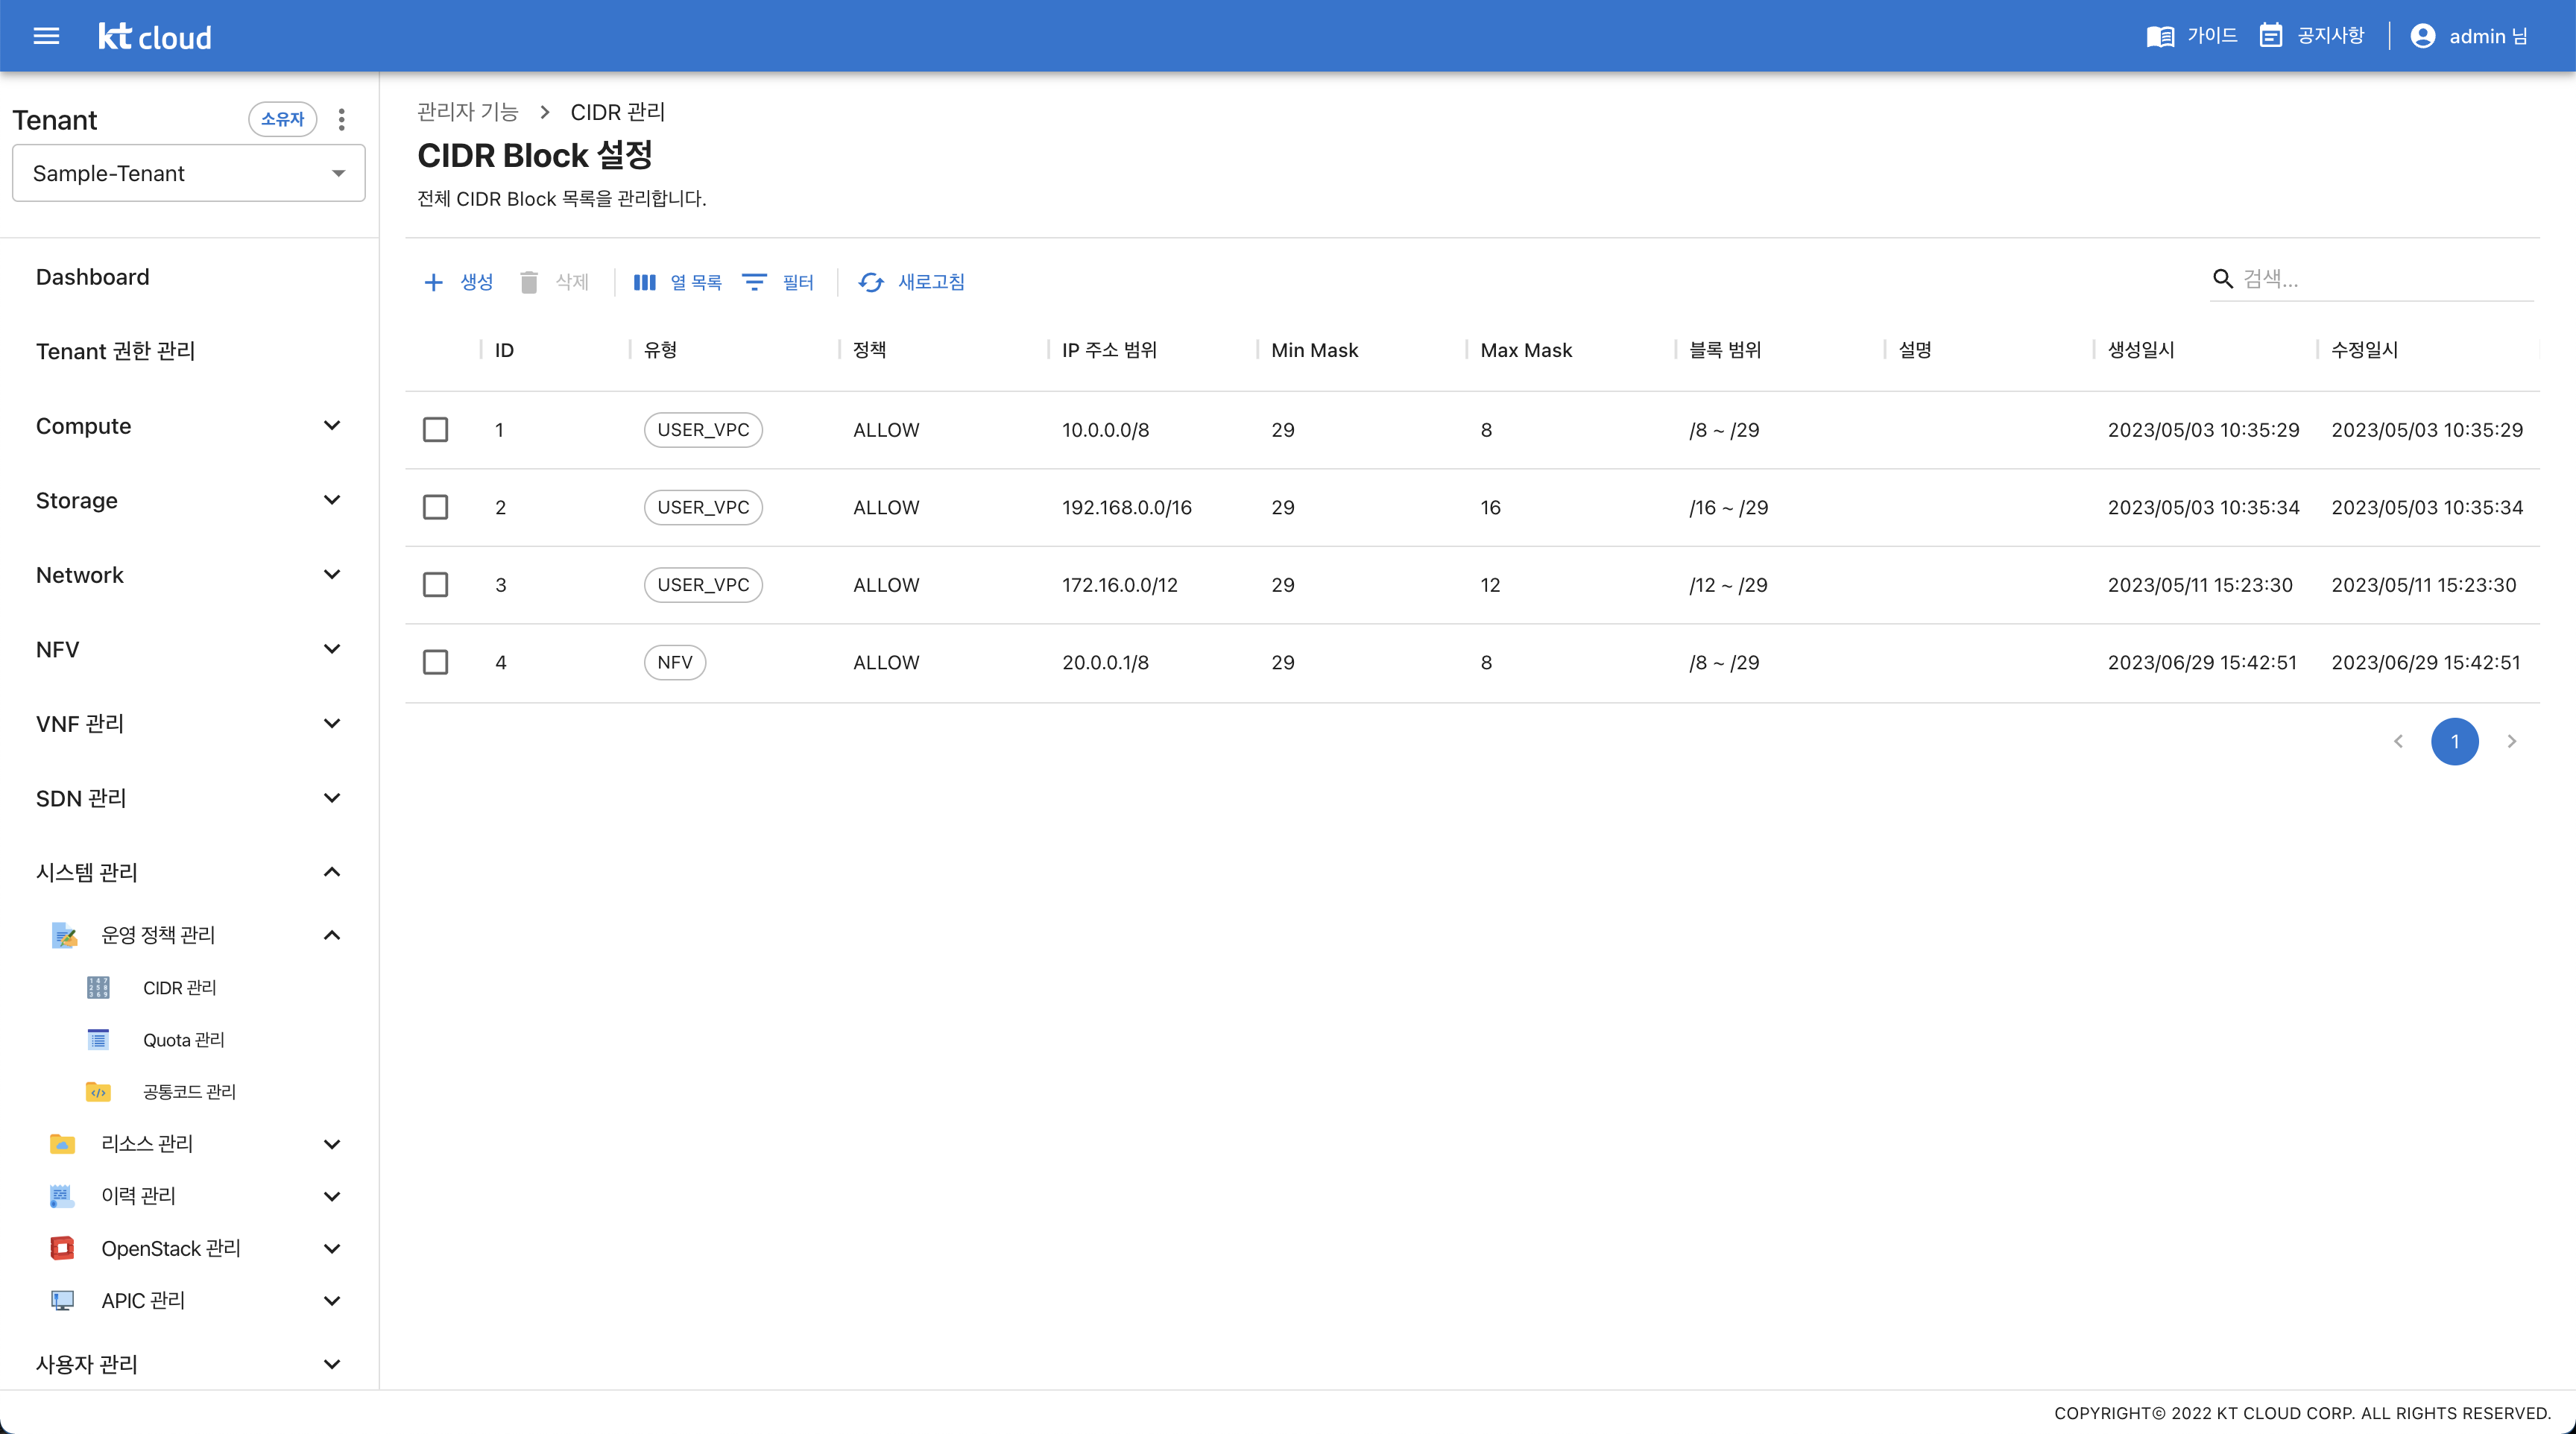 kt cloud
가이드 공지사항 admin 님
Tenant 소유자
Sample-Tenant
Dashboard
Tenant 권한 관리
Compute
Storage
Network
NFV
VNF 관리
SDN 관리
시스템 관리
운영 정책 관리
CIDR 관리
Quota 관리
공통코드 관리
리소스 관리
이력 관리
OpenStack 관리
APIC 관리
사용자 관리
관리자 기능 > CIDR 관리
CIDR Block 설정
전체 CIDR Block 목록을 관리합니다.
생성 삭제 열 목록 필터 새로고침 검색...
ID 유형 정책 IP 주소 범위 Min Mask Max Mask 블록 범위 설명 생성일시 수정일시
1 USER_VPC ALLOW 10.0.0.0/8 29 8 /8 ~ /29 2023/05/03 10:35:29 2023/05/03 10:35:29
2 USER_VPC ALLOW 192.168.0.0/16 29 16 /16 ~ /29 2023/05/03 10:35:34 2023/05/03 10:35:34
3 USER_VPC ALLOW 172.16.0.0/12 29 12 /12 ~ /29 2023/05/11 15:23:30 2023/05/11 15:23:30
4 NFV ALLOW 20.0.0.1/8 29 8 /8 ~ /29 2023/06/29 15:42:51 2023/06/29 15:42:51
1
COPYRIGHT© 2022 KT CLOUD CORP. ALL RIGHTS RESERVED.